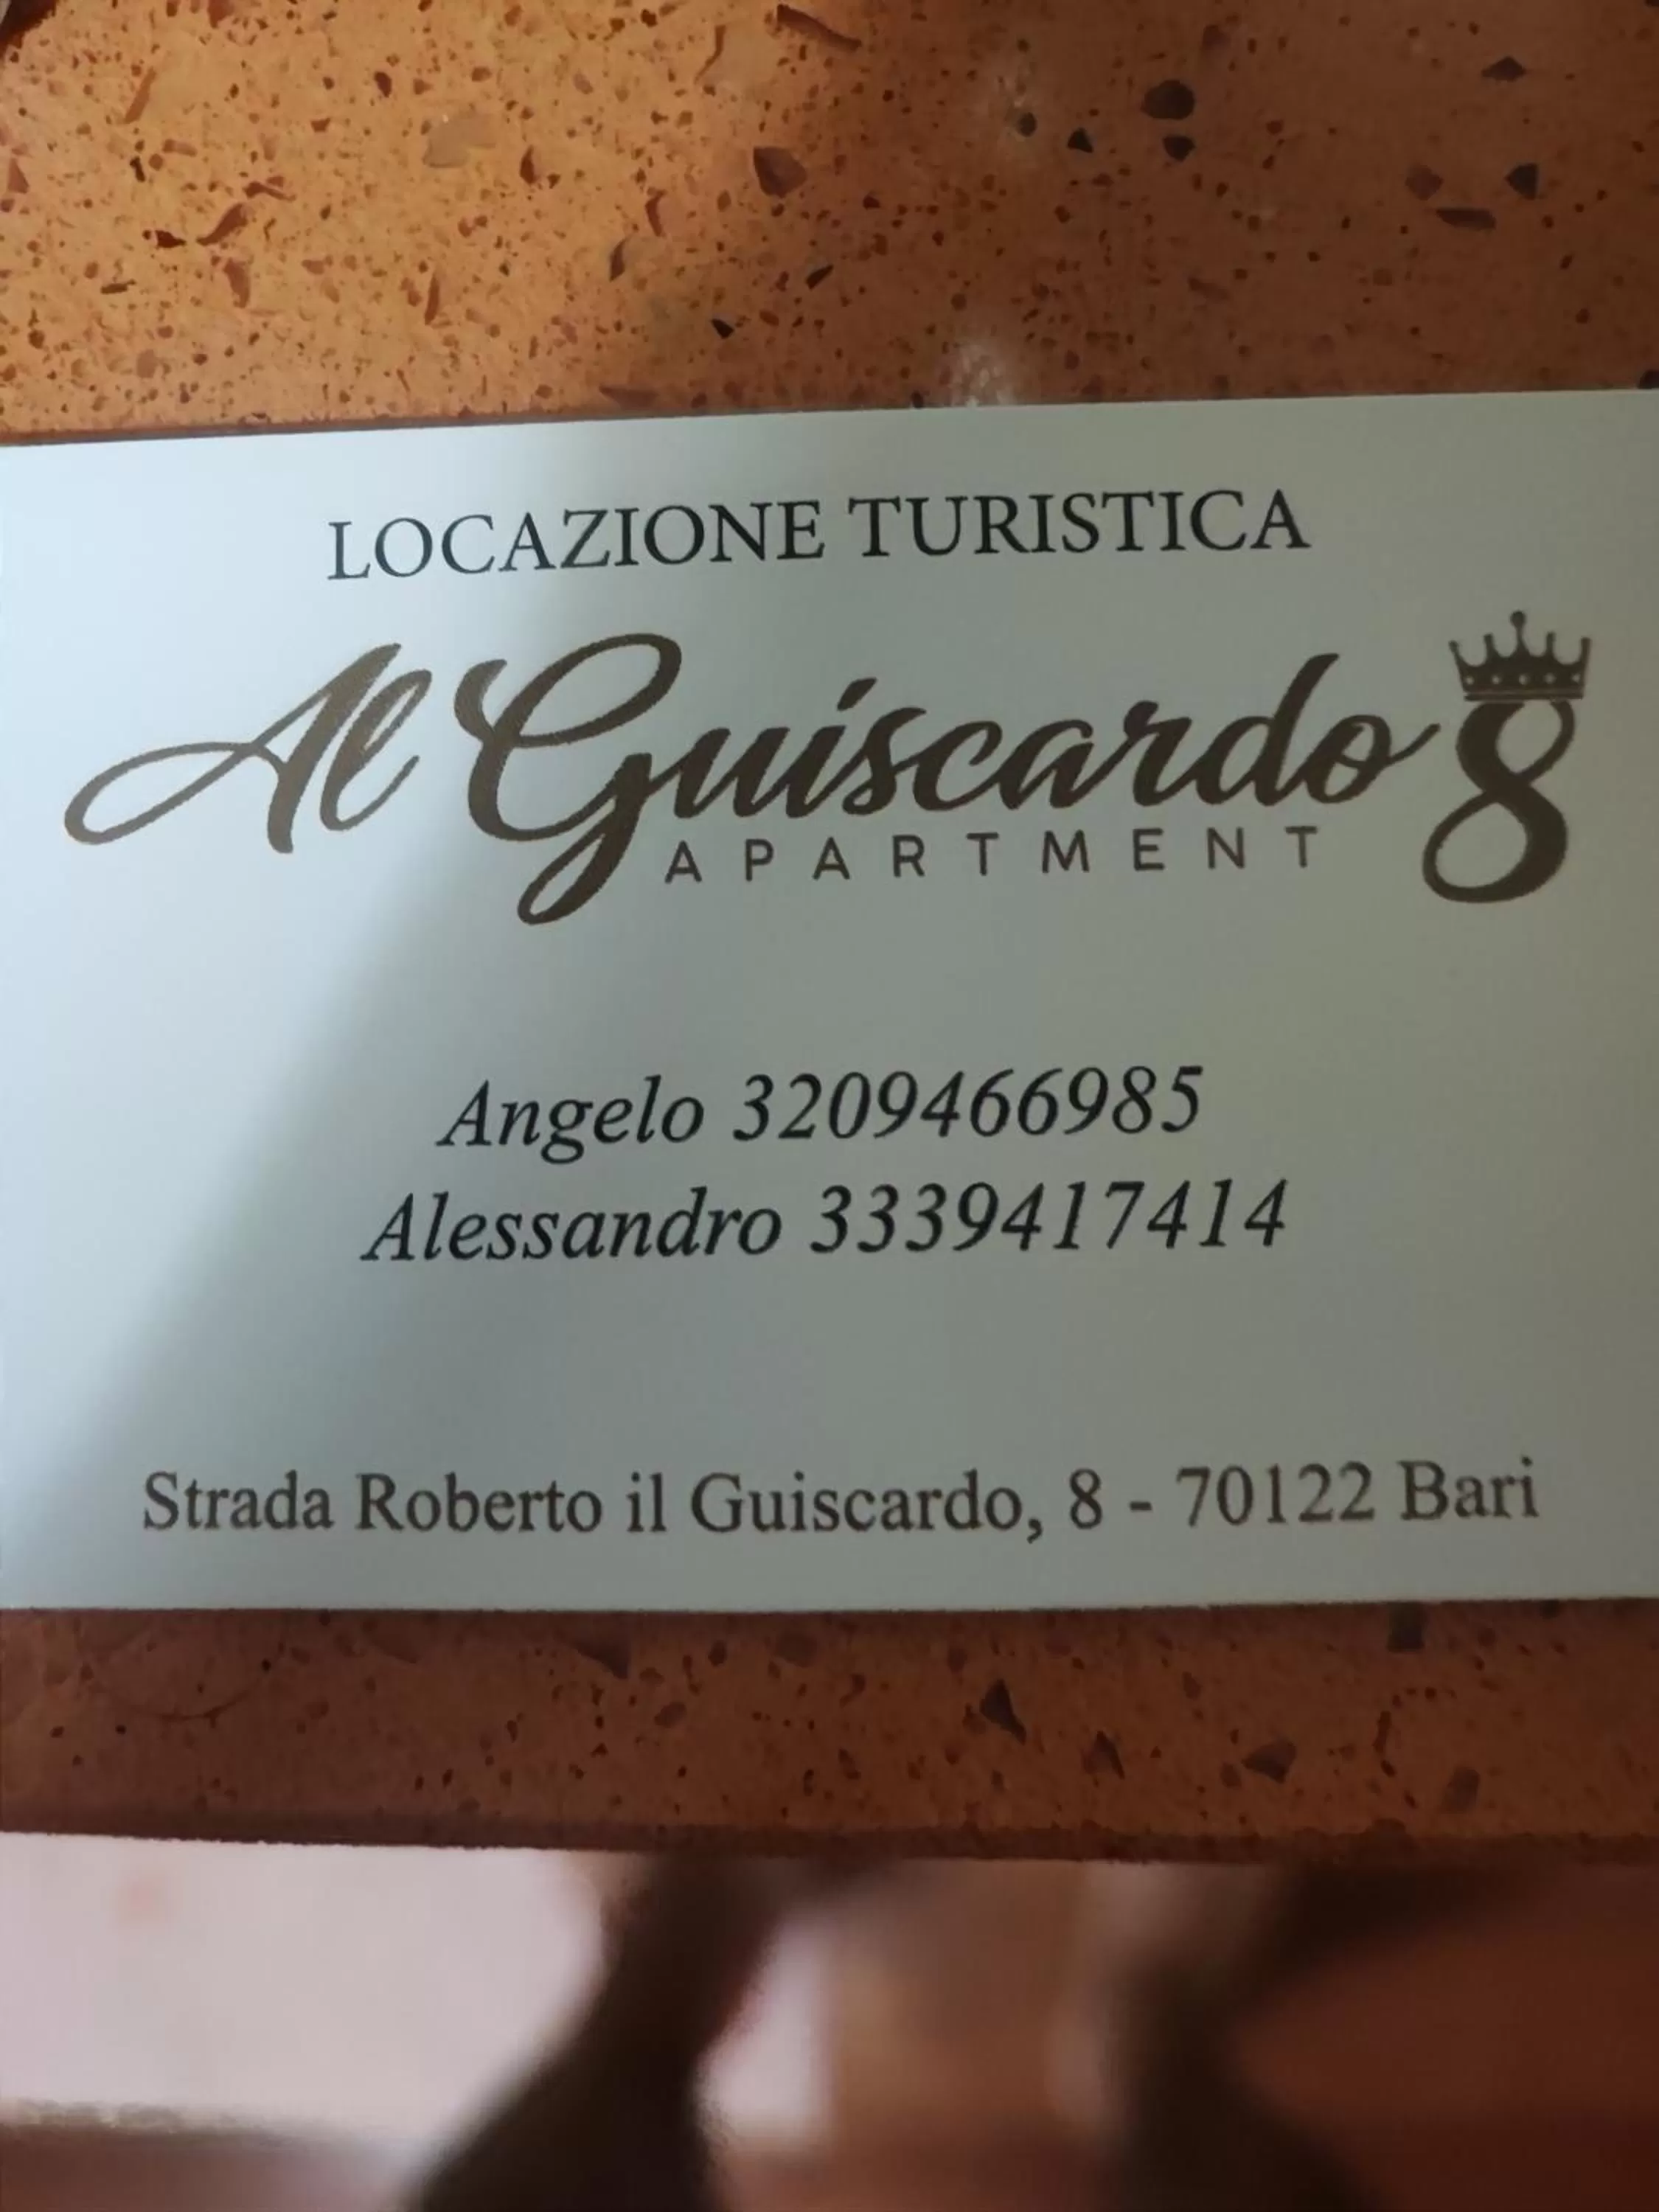 LOCAZIONE TURISTICA
Al Guiscardo 8
APARTMENT
Angelo 3209466985
Alessandro 3339417414
Strada Roberto il Guiscardo, 8 - 70122 Bari